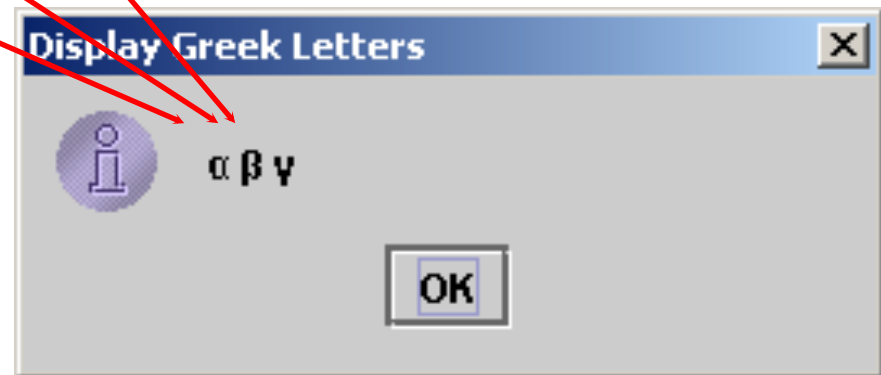 Display Greek Letters
α β γ
OK